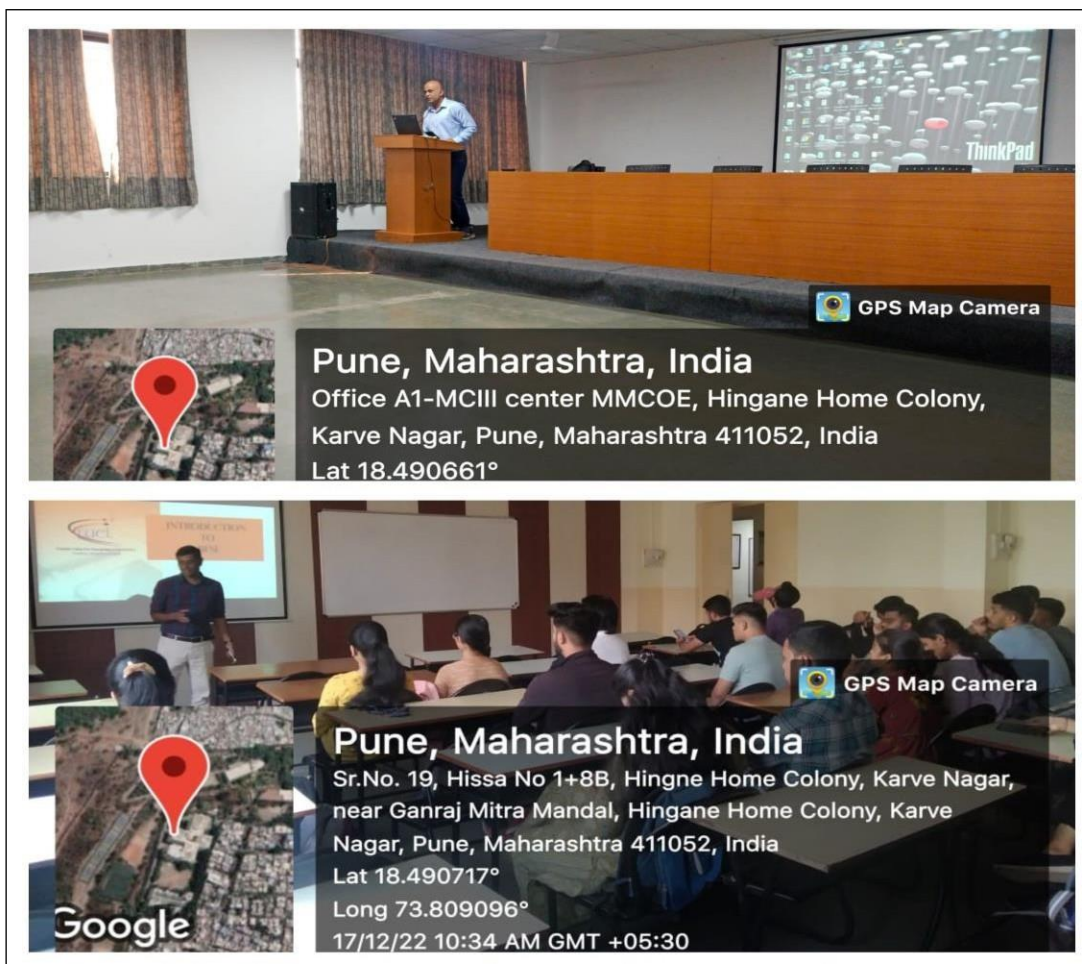 ThinkPad
GPS Map Camera
Pune, Maharashtra, India
Office A1-MCIII center MMCOE, Hingane Home Colony,
Karve Nagar, Pune, Maharashtra 411052, India
Lat 18.490661°
INTRODUCTION
TO
GPS Map Camera
Pune, Maharashtra, India
Sr.No. 19, Hissa No 1+8B, Hingne Home Colony, Karve Nagar,
near Ganraj Mitra Mandal, Hingane Home Colony, Karve
Nagar, Pune, Maharashtra 411052, India
Lat 18.490717°
Long 73.809096°
17/12/22 10:34 AM GMT +05:30
Google